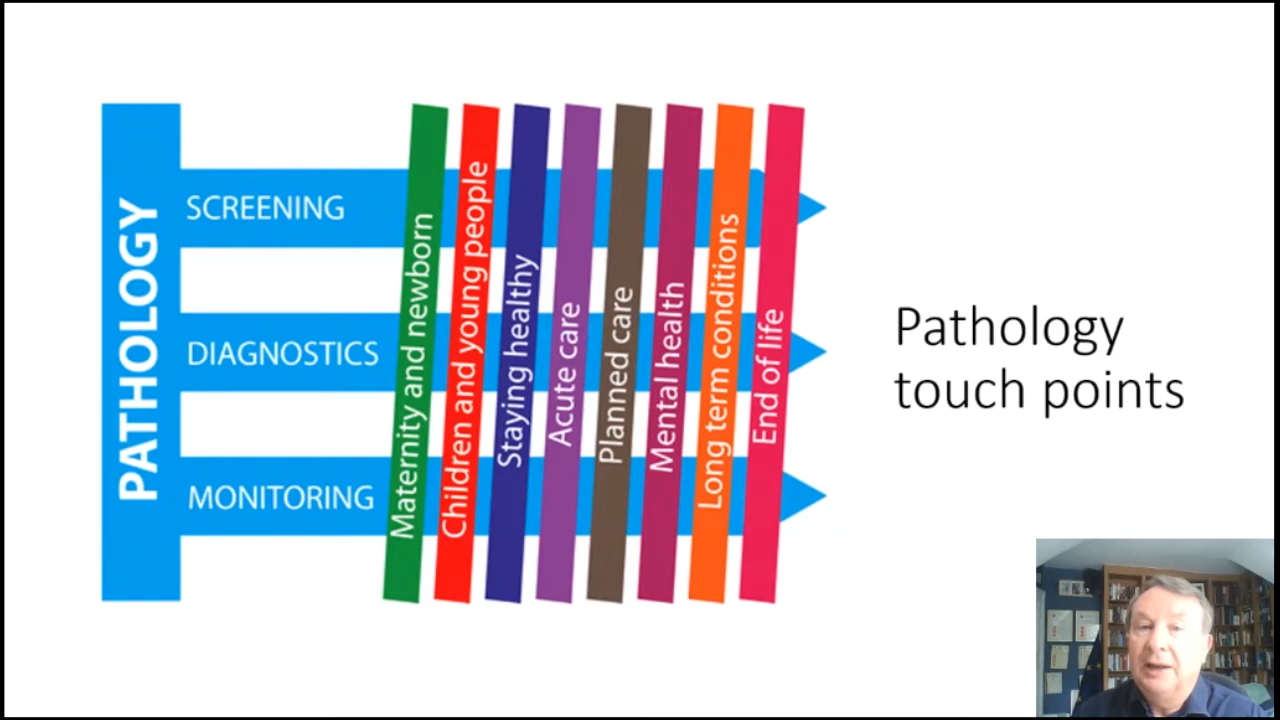 PATHOLOGY
SCREENING
DIAGNOSTICS
MONITORING
Maternity and newborn
Children and young people
Staying healthy
Acute care
Planned care
Mental health
Long term conditions
End of life
Pathology
touch points